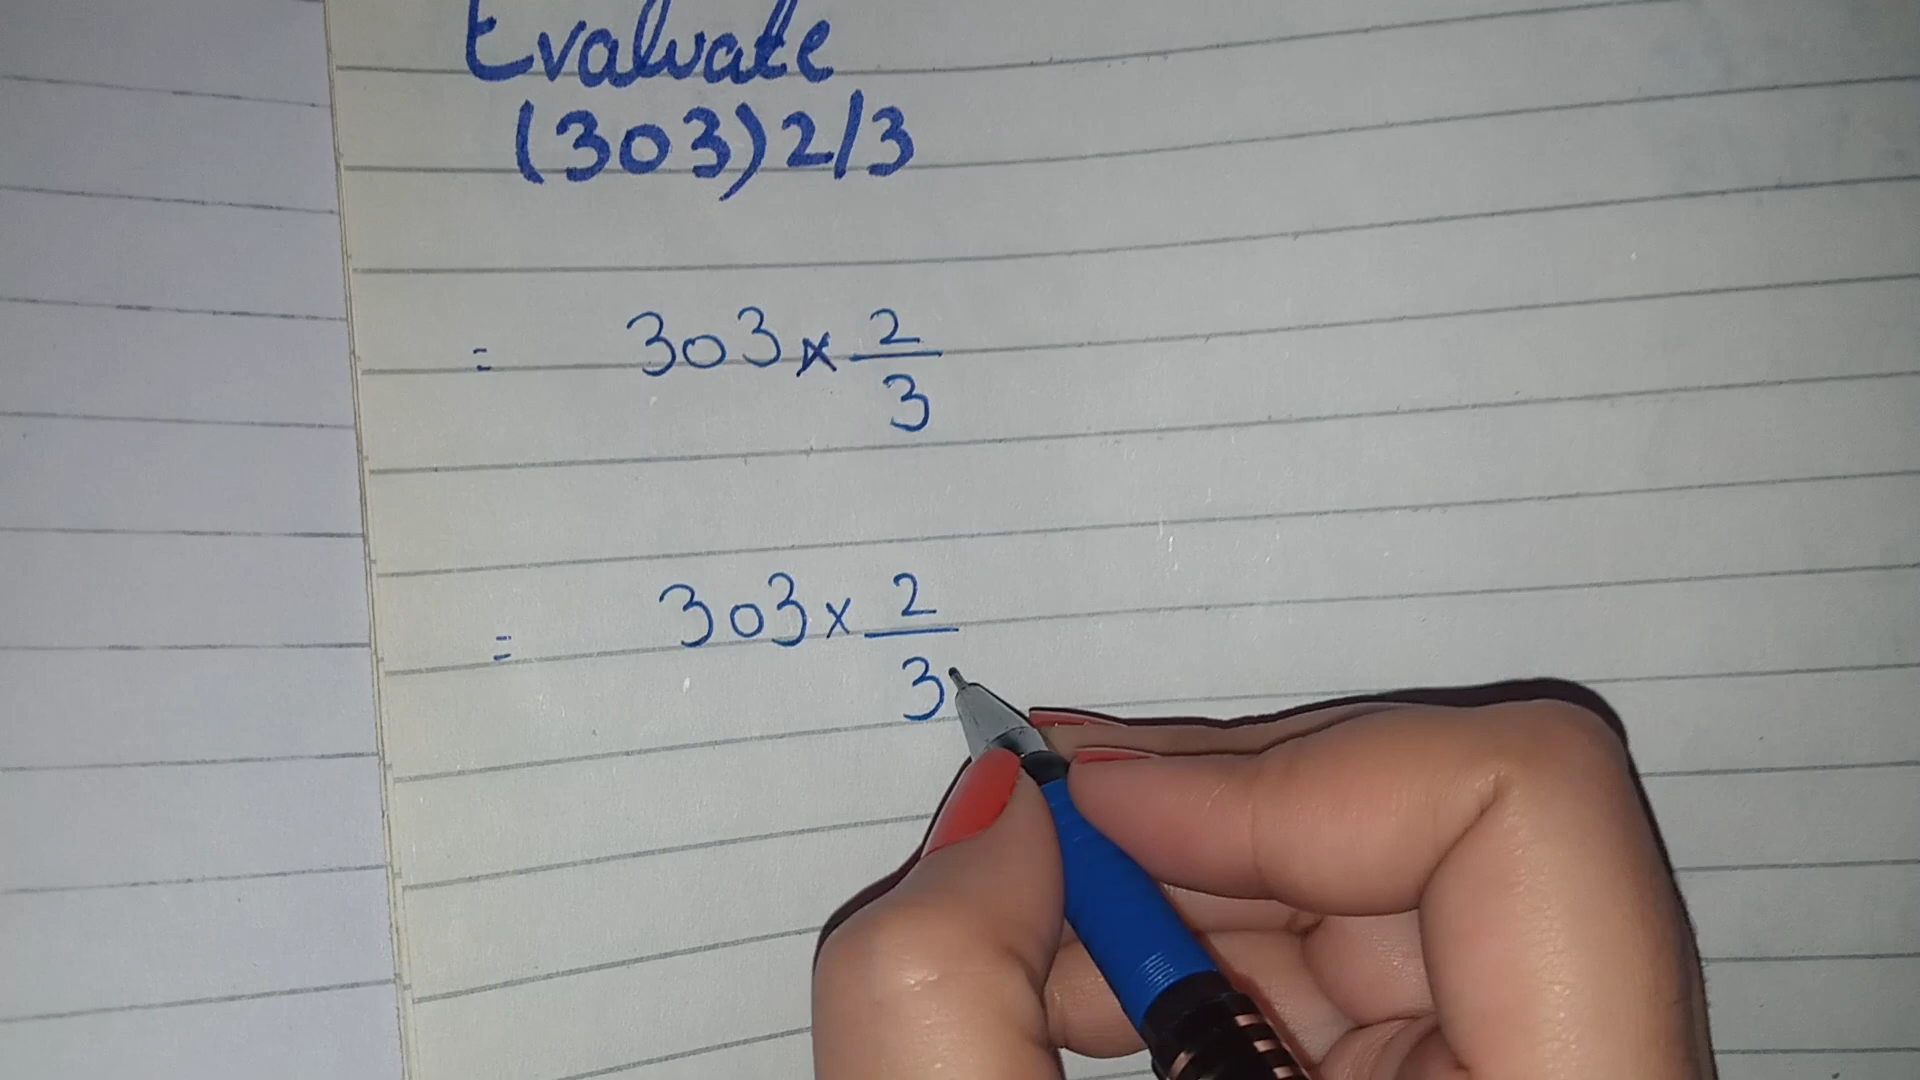 Evaluate
(303)2/3
= 303 × 2/3
= 303 × 2/3